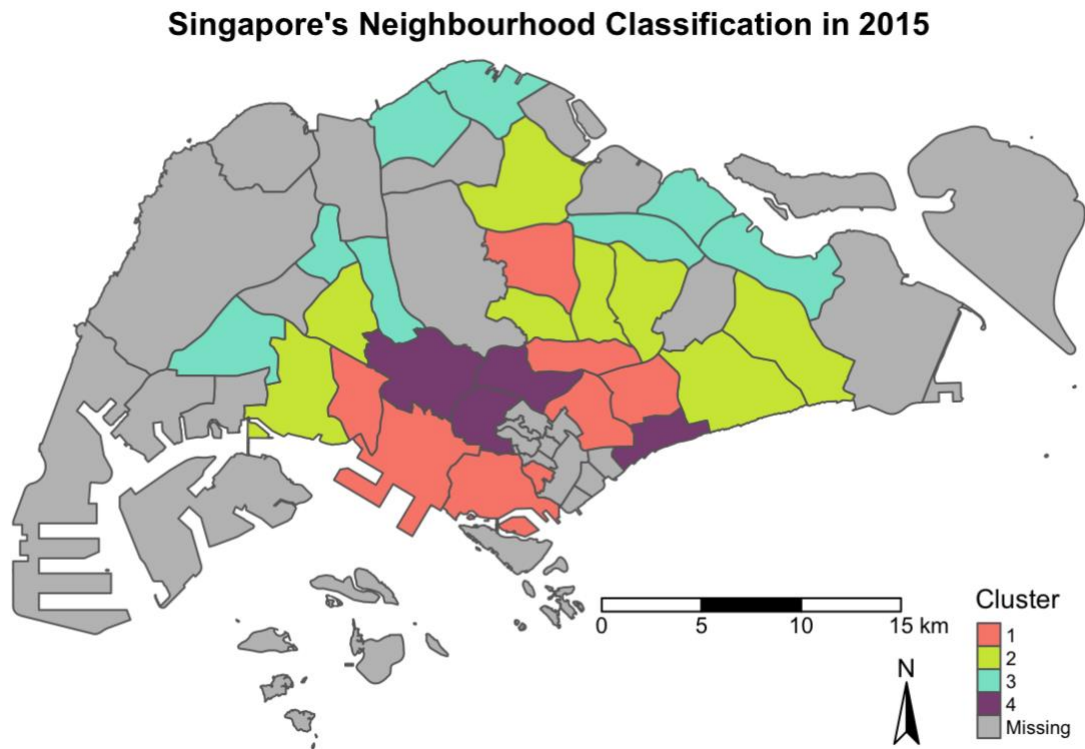 Singapore's Neighbourhood Classification in 2015
0 5 10 15 km
N
Cluster
1
2
3
4
Missing